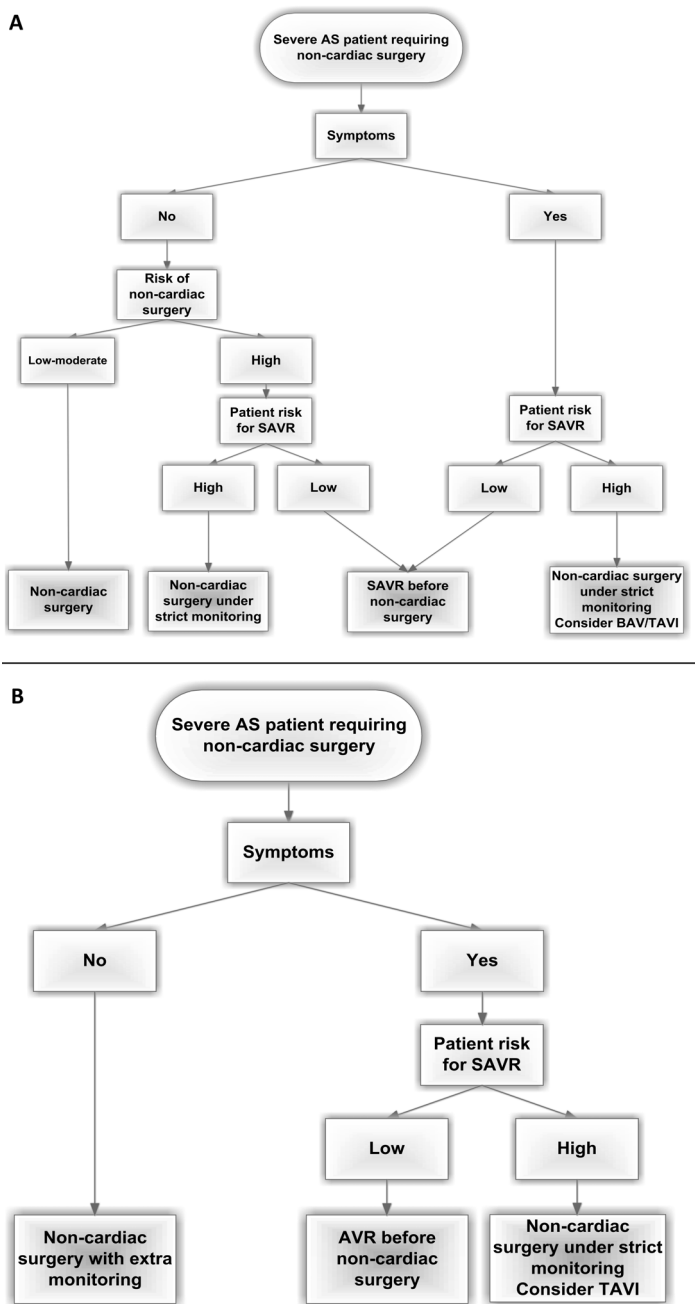 A
Severe AS patient requiring
non-cardiac surgery
Symptoms
No
Yes
Risk of
non-cardiac
surgery
Low-moderate
High
Patient risk
for SAVR
Patient risk
for SAVR
High
Low
Low
High
Non-cardiac
surgery
Non-cardiac
surgery under
strict monitoring
SAVR before
non-cardiac
surgery
Non-cardiac surgery
under strict
monitoring
Consider BAV/TAVI
B
Severe AS patient requiring
non-cardiac surgery
Symptoms
No
Yes
Patient risk
for SAVR
Low
High
Non-cardiac
surgery with extra
monitoring
AVR before
non-cardiac
surgery
Non-cardiac
surgery under strict
monitoring
Consider TAVI